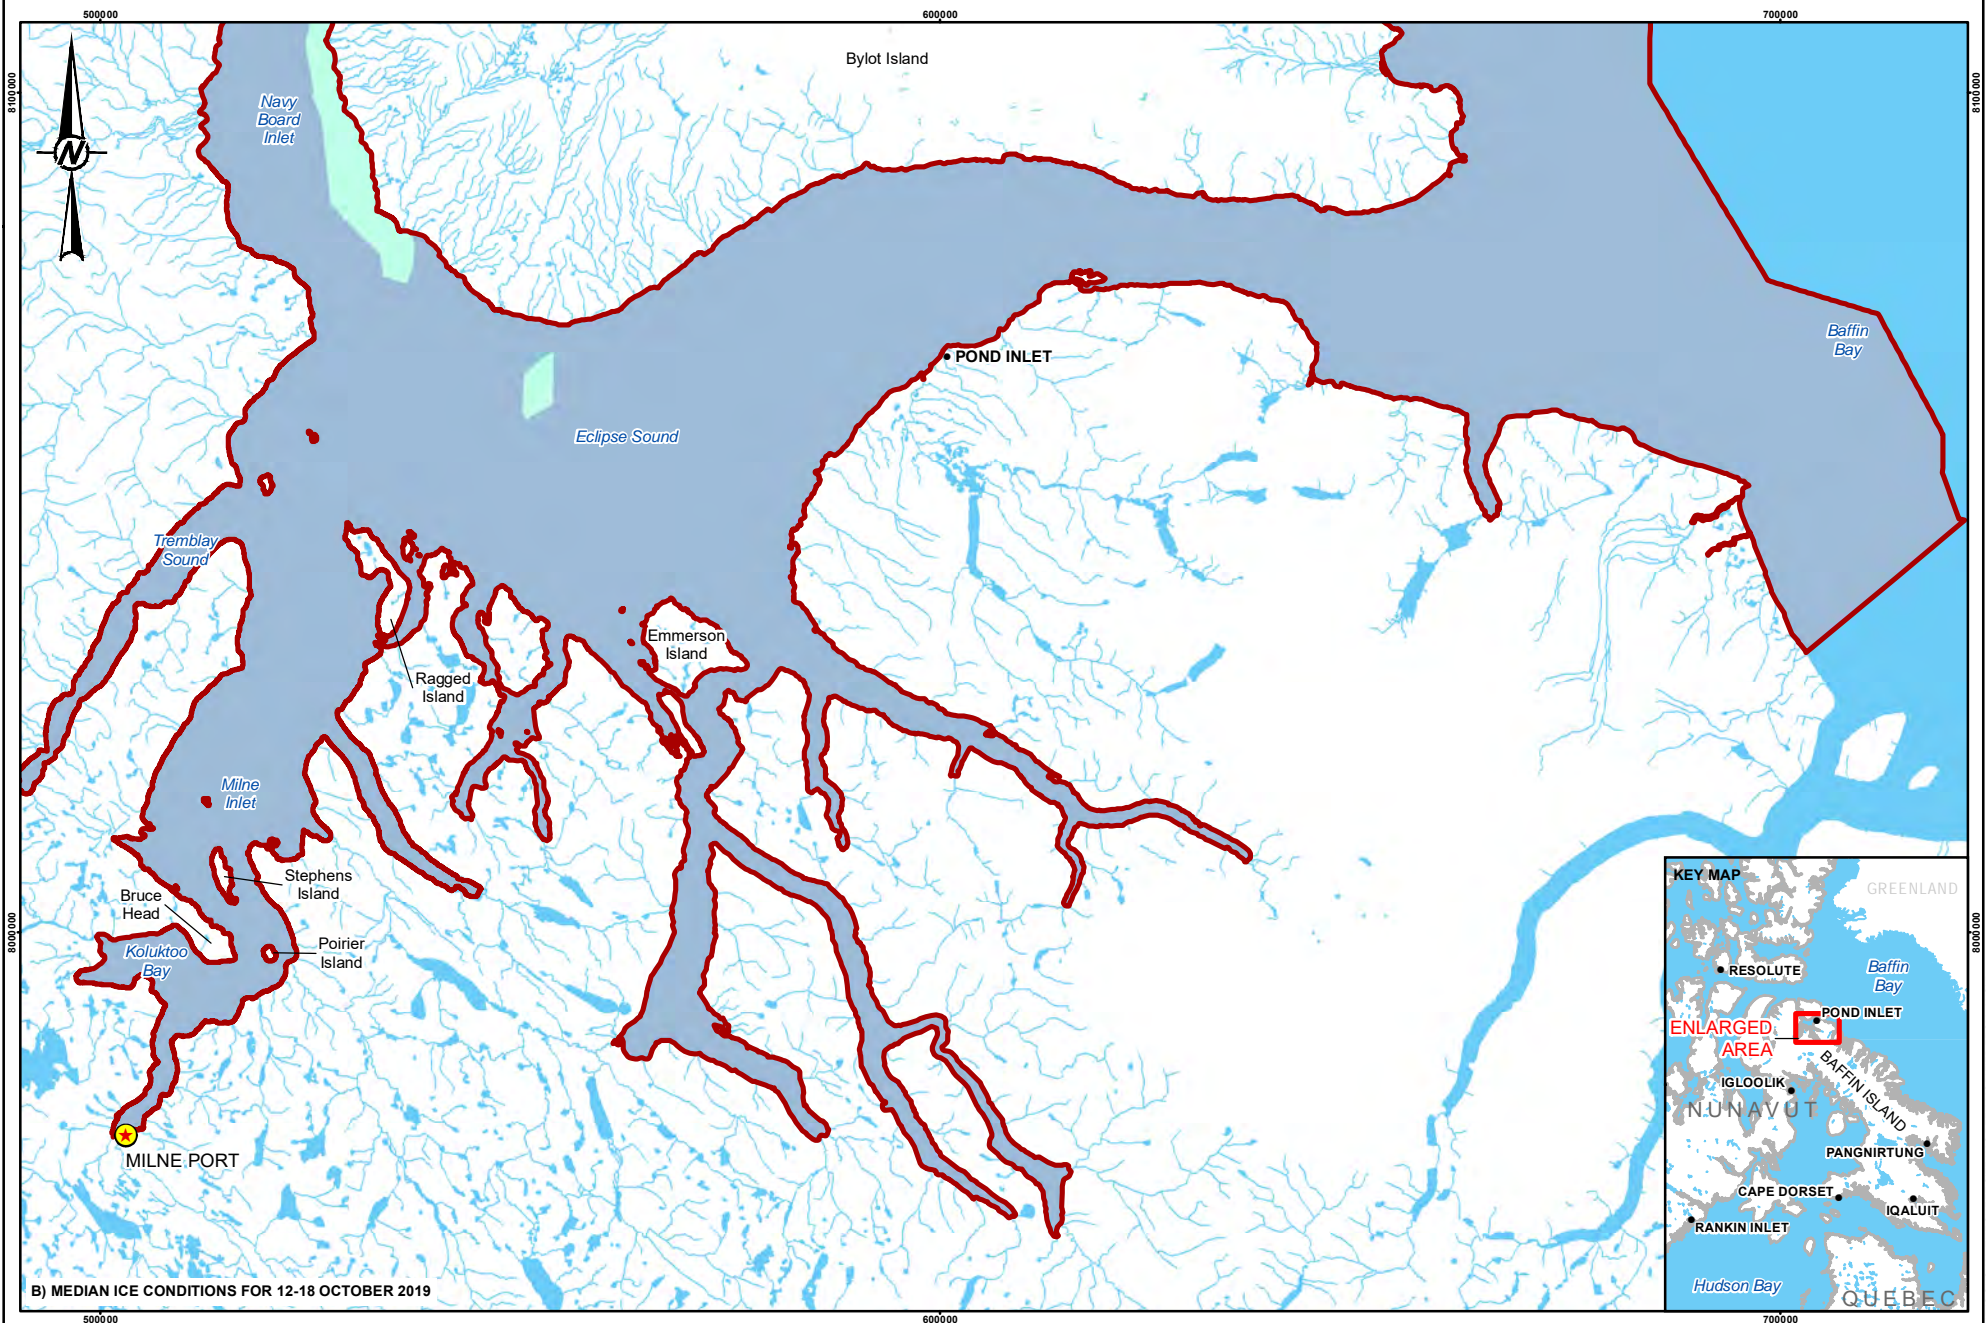 500000
600000
700000
8100000
8100000
Bylot Island
Navy
Board
Inlet
N
Baffin
Bay
POND INLET
Eclipse Sound
Tremblay
Sound
Emmerson
Island
Ragged
Island
Milne
Inlet
Stephens
Island
Bruce
Head
Poirier
Island
Koluktoo
Bay
8000000
8000000
MILNE PORT
KEY MAP
GREENLAND
RESOLUTE
Baffin
Bay
POND INLET
ENLARGED
AREA
BAFFIN ISLAND
IGLOOLIK
NUNAVUT
PANGNIRTUNG
CAPE DORSET
IQALUIT
RANKIN INLET
Hudson Bay
QUEBEC
B) MEDIAN ICE CONDITIONS FOR 12-18 OCTOBER 2019
500000
600000
700000